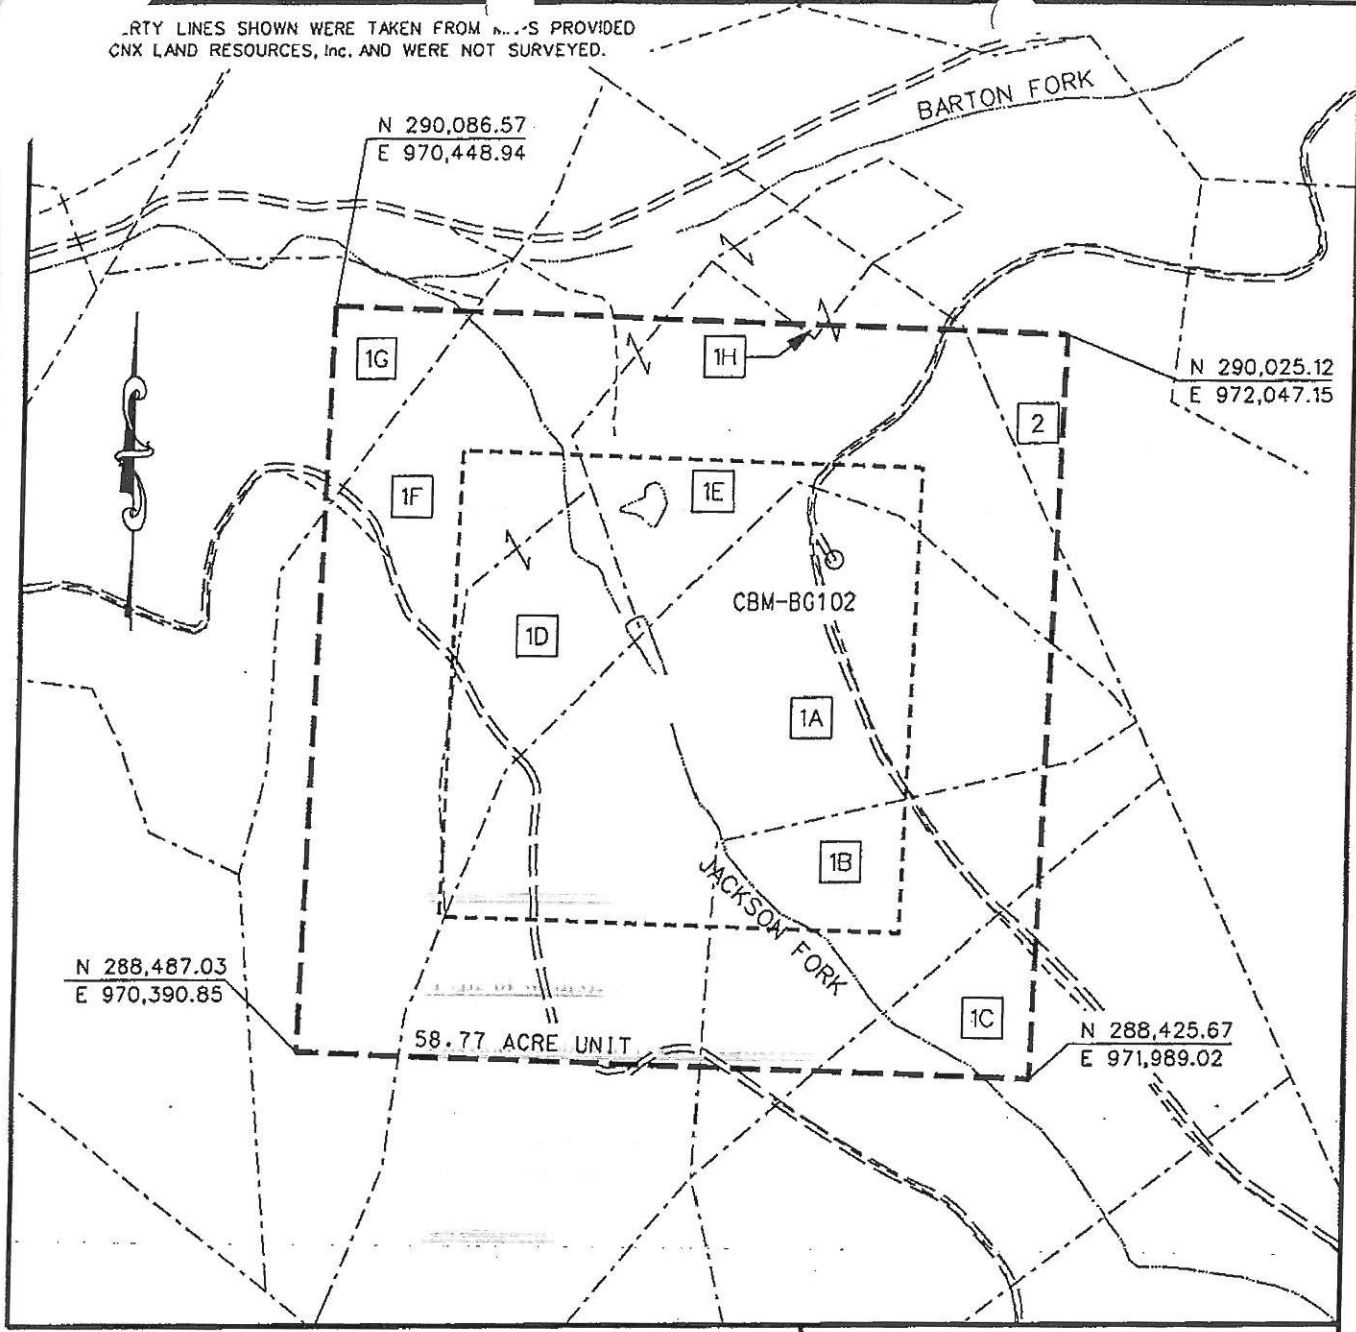 LINES SHOWN WERE TAKEN FROM PROVIDED
CNX LAND RESOURCES, Inc. AND WERE NOT SURVEYED.
BARTON FORK
N 290,086.57
E 970,448.94
1G
1H
N 290,025.12
E 972,047.15
2
1F
1E
CBM-BG102
1D
1A
1B
JACKSON FORK
N 288,487.03
E 970,390.85
1C
58.77 ACRE UNIT
N 288,425.67
E 971,989.02